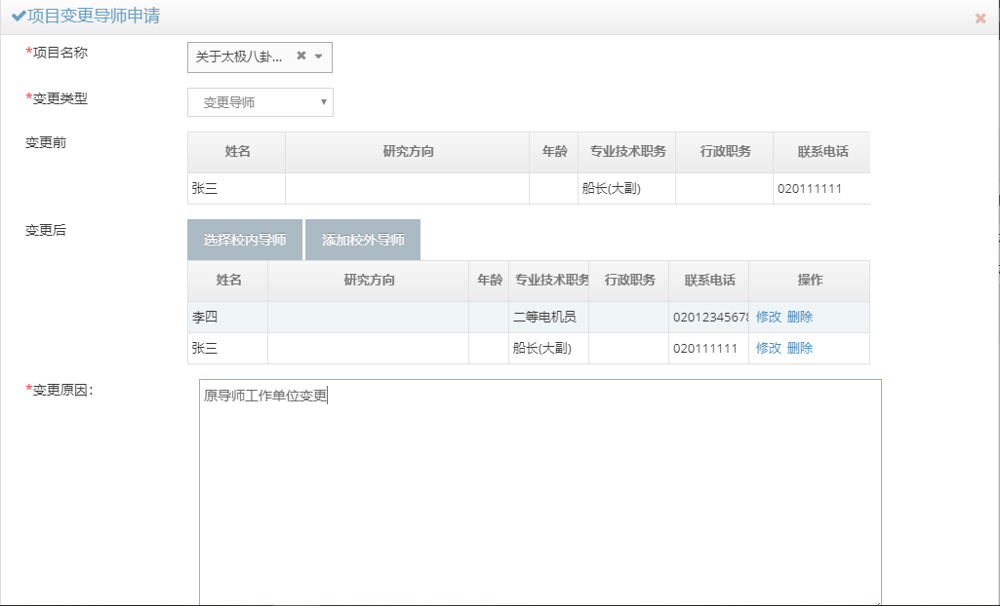 项目变更导师申请
*项目名称
关于太极八卦...
*变更类型
变更导师
变更前
姓名 研究方向 年龄 专业技术职务 行政职务 联系电话
张三 船长(大副) 020111111
变更后
选择校内导师 添加校外导师
姓名 研究方向 年龄 专业技术职务 行政职务 联系电话 操作
李四 二等电机员 02012345678 修改 删除
张三 船长(大副) 020111111 修改 删除
*变更原因:
原导师工作单位变更